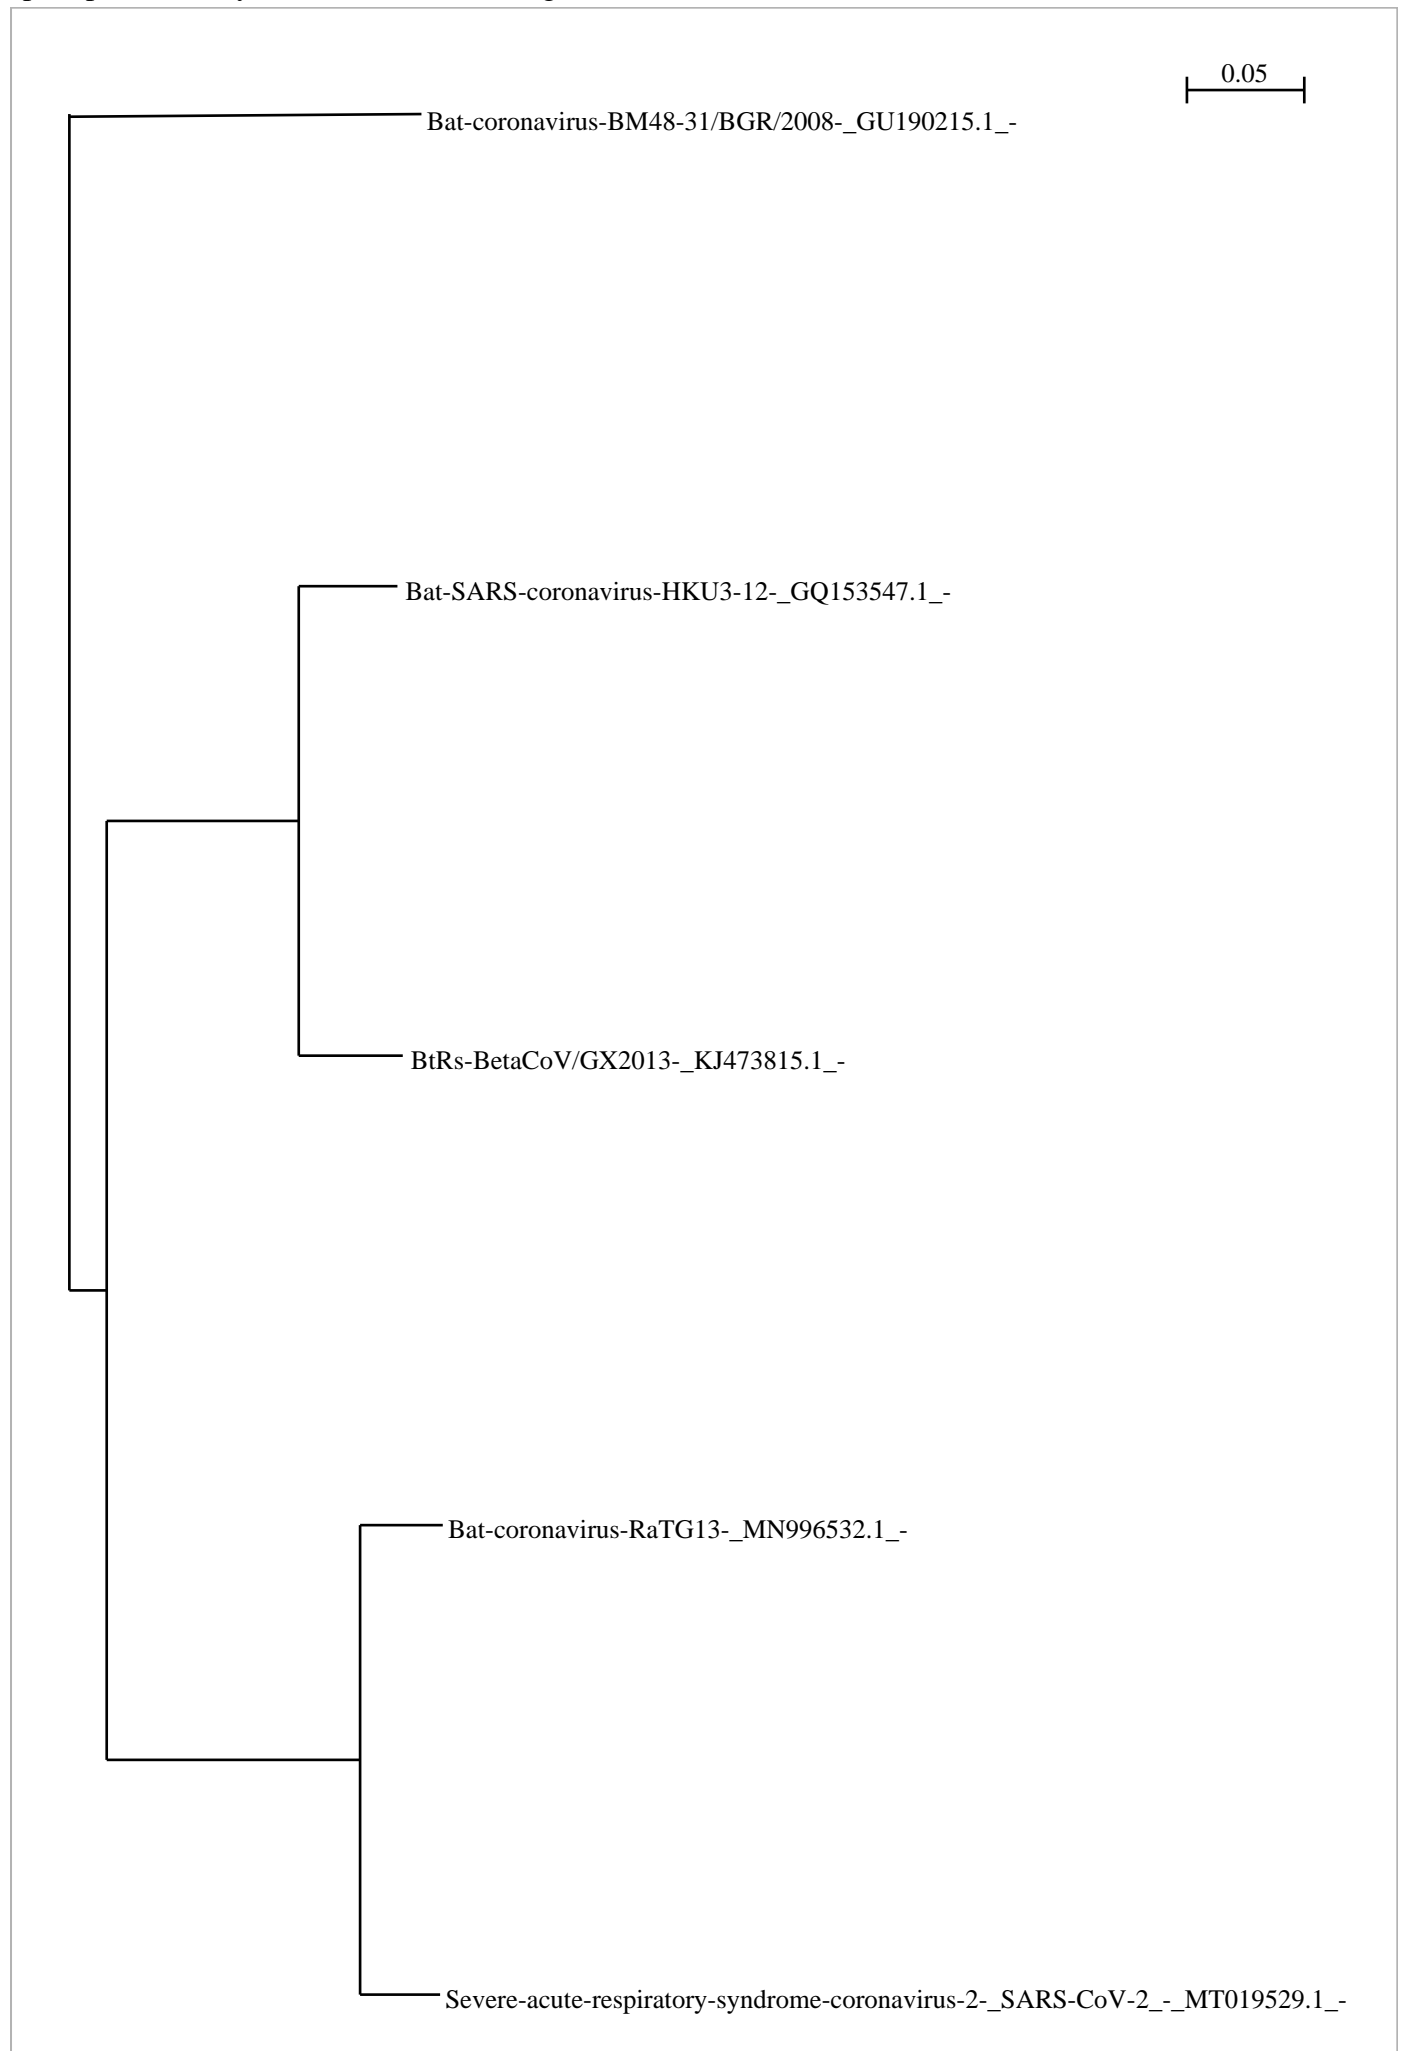 0.05
Bat-coronavirus-BM48-31/BGR/2008-_GU190215.1_-
Bat-SARS-coronavirus-HKU3-12-_GQ153547.1_-
BtRs-BetaCoV/GX2013-_KJ473815.1_-
Bat-coronavirus-RaTG13-_MN996532.1_-
Severe-acute-respiratory-syndrome-coronavirus-2-_SARS-CoV-2_-_MT019529.1_-